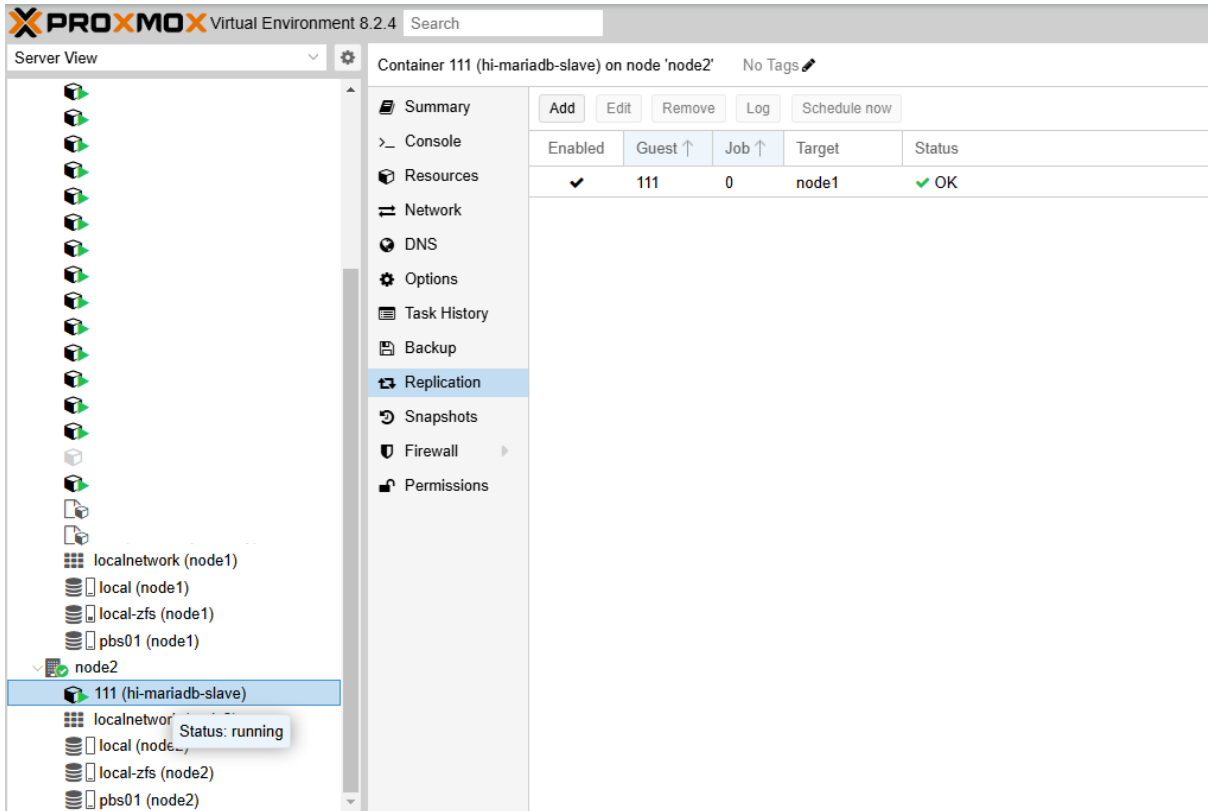 PROXMOX Virtual Environment 8.2.4 Search
Server View
Container 111 (hi-mariadb-slave) on node 'node2' No Tags
Summary
Console
Resources
Network
DNS
Options
Task History
Backup
Replication
Snapshots
Firewall
Permissions
Add Edit Remove Log Schedule now
Enabled Guest Job Target Status
111 0 node1 OK
localnetwork (node1)
local (node1)
local-zfs (node1)
pbs01 (node1)
node2
111 (hi-mariadb-slave)
Status: running
local-zfs (node2)
pbs01 (node2)